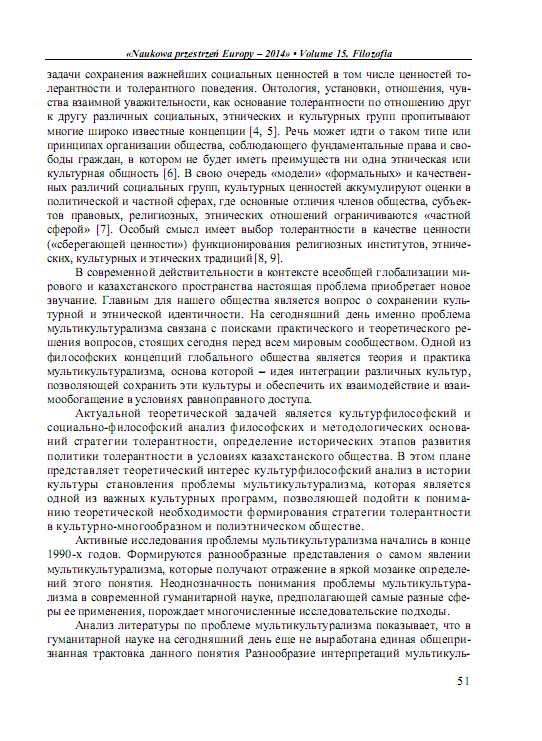 «Naukowa przestrzeń Europy – 2014» • Volume 15. Filozofia
задачи сохранения важнейших социальных ценностей в том числе ценностей то-
лерантности и толерантного поведения. Онтология, установки, отношения, чув-
ства взаимной уважительности, как основание толерантности по отношению друг
к другу различных социальных, этнических и культурных групп пропитывают
многие широко известные концепции [4, 5]. Речь может идти о таком типе или
принципах организации общества, соблюдающего фундаментальные права и сво-
боды граждан, в котором не будет иметь преимуществ ни одна этническая или
культурная общность [6]. В свою очередь «модели» «формальных» и качествен-
ных различий социальных групп, культурных ценностей аккумулируют оценки в
политической и частной сферах, где основные отличия членов общества, субъек-
тов правовых, религиозных, этнических отношений ограничиваются «частной
сферой» [7]. Особый смысл имеет выбор толерантности в качестве ценности
(«сберегающей ценности») функционирования религиозных институтов, этниче-
ских, культурных и этических традиций [8, 9].
В современной действительности в контексте всеобщей глобализации ми-
рового и казахстанского пространства настоящая проблема приобретает новое
звучание. Главным для нашего общества является вопрос о сохранении куль-
турной и этнической идентичности. На сегодняшний день именно проблема
мультикультурализма связана с поисками практического и теоретического ре-
шения вопросов, стоящих сегодня перед всем мировым сообществом. Одной из
философских концепций глобального общества является теория и практика
мультикультурализма, основа которой – идея интеграции различных культур,
позволяющей сохранить эти культуры и обеспечить их взаимодействие и взаи-
мообогащение в условиях равноправного доступа.
Актуальной теоретической задачей является культурфилософский и
социально-философский анализ философских и методологических основа-
ний стратегии толерантности, определение исторических этапов развития
политики толерантности в условиях казахстанского общества. В этом плане
представляет теоретический интерес культурфилософский анализ в истории
культуры становления проблемы мультикультурализма, которая является
одной из важных культурных программ, позволяющей подойти к понима-
нию теоретической необходимости формирования стратегии толерантности
в культурно-многообразном и полиэтническом обществе.
Активные исследования проблемы мультикультурализма начались в конце
1990-х годов. Формируются разнообразные представления о самом явлении
мультикультурализма, которые получают отражение в яркой мозаике определе-
ний этого понятия. Неоднозначность понимания проблемы мультикультура-
лизма в современной гуманитарной науке, предполагающей самые разные сфе-
ры ее применения, порождает многочисленные исследовательские подходы.
Анализ литературы по проблеме мультикультурализма показывает, что в
гуманитарной науке на сегодняшний день еще не выработана единая общепри-
знанная трактовка данного понятия Разнообразие интерпретаций мультикуль-
51